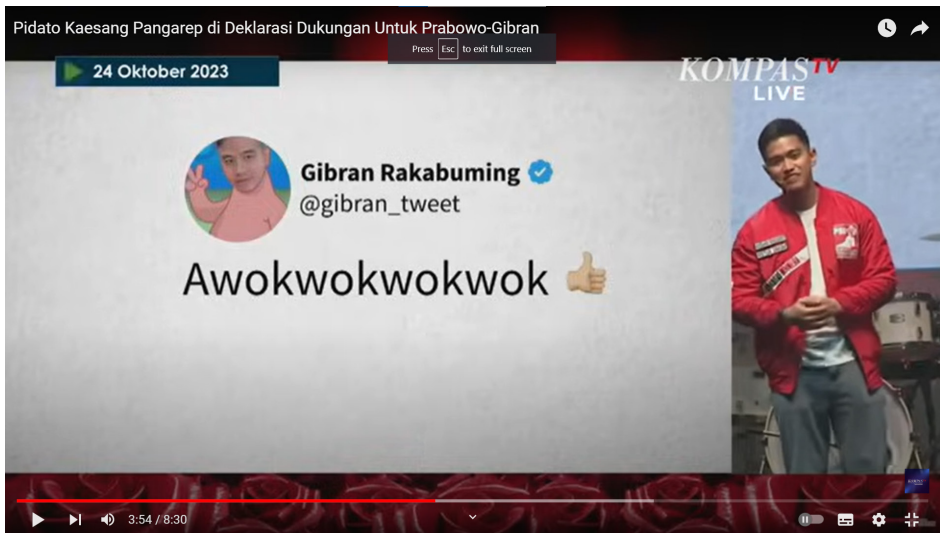 Pidato Kaesang Pangarep di Deklarasi Dukungan Untuk Prabowo-Gibran
Press Esc to exit full screen
24 Oktober 2023
KOMPAS TV
LIVE
Gibran Rakabuming
@gibran_tweet
Awokwokwokwok 👍🏼
3:54 / 8:30